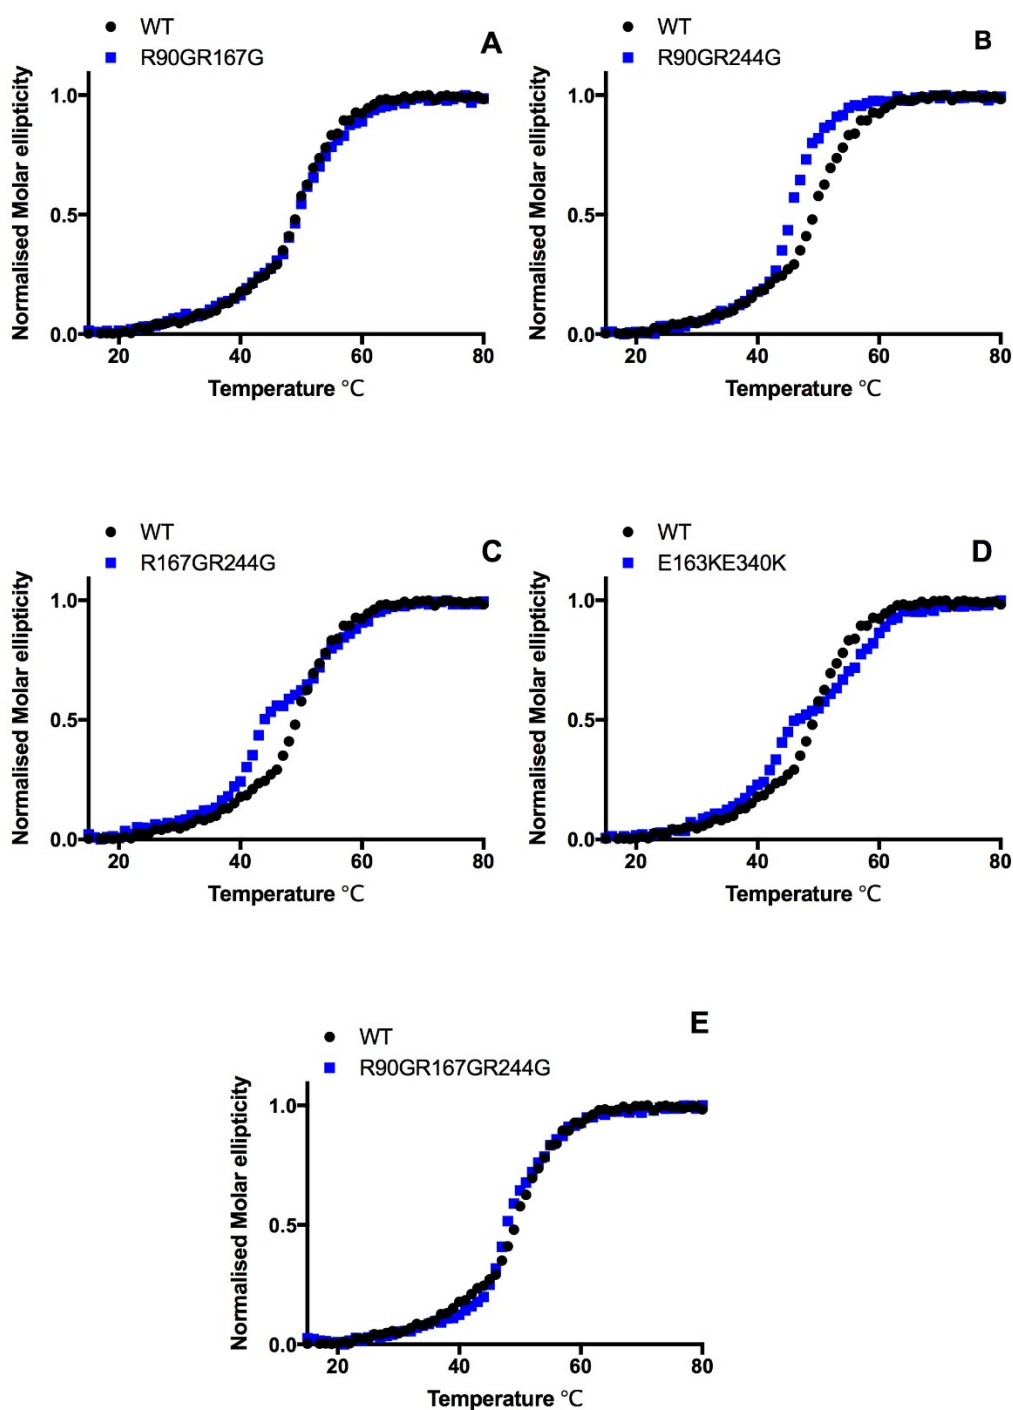 WT
R90GR167G
A
Normalised Molar ellipticity
1.0
0.5
0.0
20 40 60 80
Temperature °C
WT
R90GR244G
B
Normalised Molar ellipticity
1.0
0.5
0.0
20 40 60 80
Temperature °C
WT
R167GR244G
C
Normalised Molar ellipticity
1.0
0.5
0.0
20 40 60 80
Temperature °C
WT
E163KE340K
D
Normalised Molar ellipticity
1.0
0.5
0.0
20 40 60 80
Temperature °C
WT
R90GR167GR244G
E
Normalised Molar ellipticity
1.0
0.5
0.0
20 40 60 80
Temperature °C